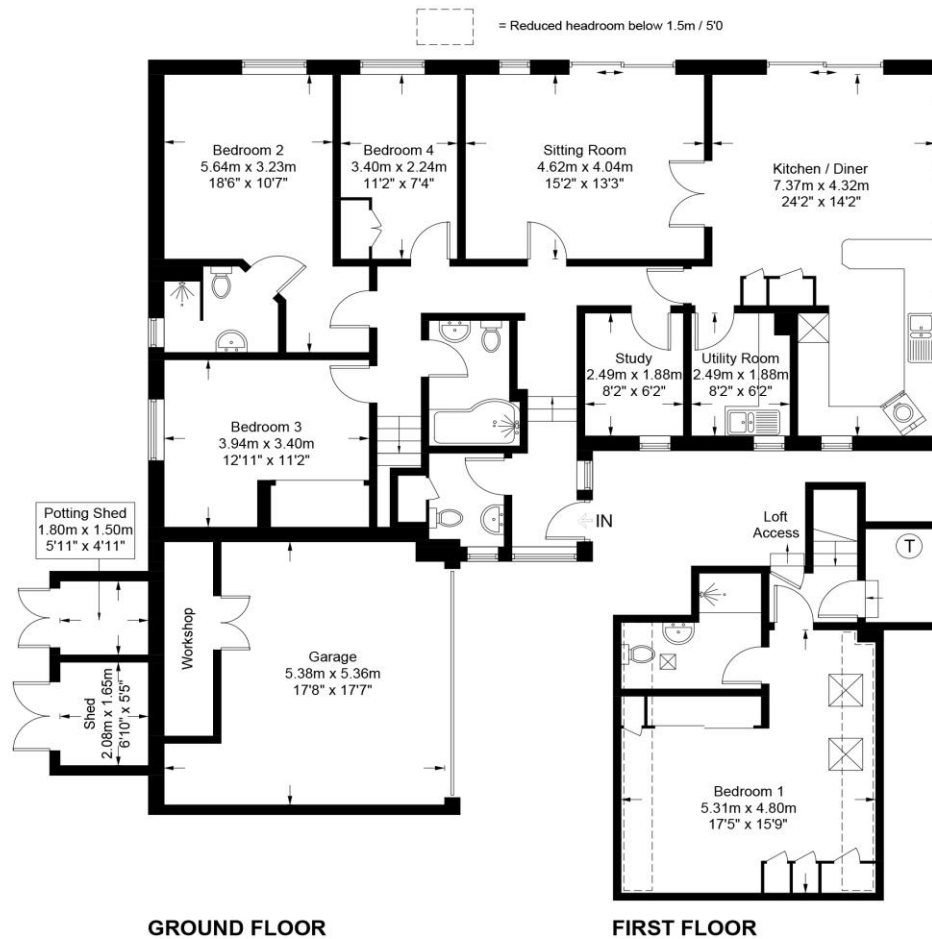 = Reduced headroom below 1.5m / 5'0
Bedroom 2
5.64m x 3.23m
18'6" x 10'7"
Bedroom 4
3.40m x 2.24m
11'2" x 7'4"
Sitting Room
4.62m x 4.04m
15'2" x 13'3"
Kitchen / Diner
7.37m x 4.32m
24'2" x 14'2"
Study
2.49m x 1.88m
8'2" x 6'2"
Utility Room
2.49m x 1.88m
8'2" x 6'2"
Bedroom 3
3.94m x 3.40m
12'11" x 11'2"
Potting Shed
1.80m x 1.50m
5'11" x 4'11"
IN
Loft
Access
T
Workshop
Garage
5.38m x 5.36m
17'8" x 17'7"
Shed
2.08m x 1.65m
6'10" x 5'5"
Bedroom 1
5.31m x 4.80m
17'5" x 15'9"
GROUND FLOOR
FIRST FLOOR